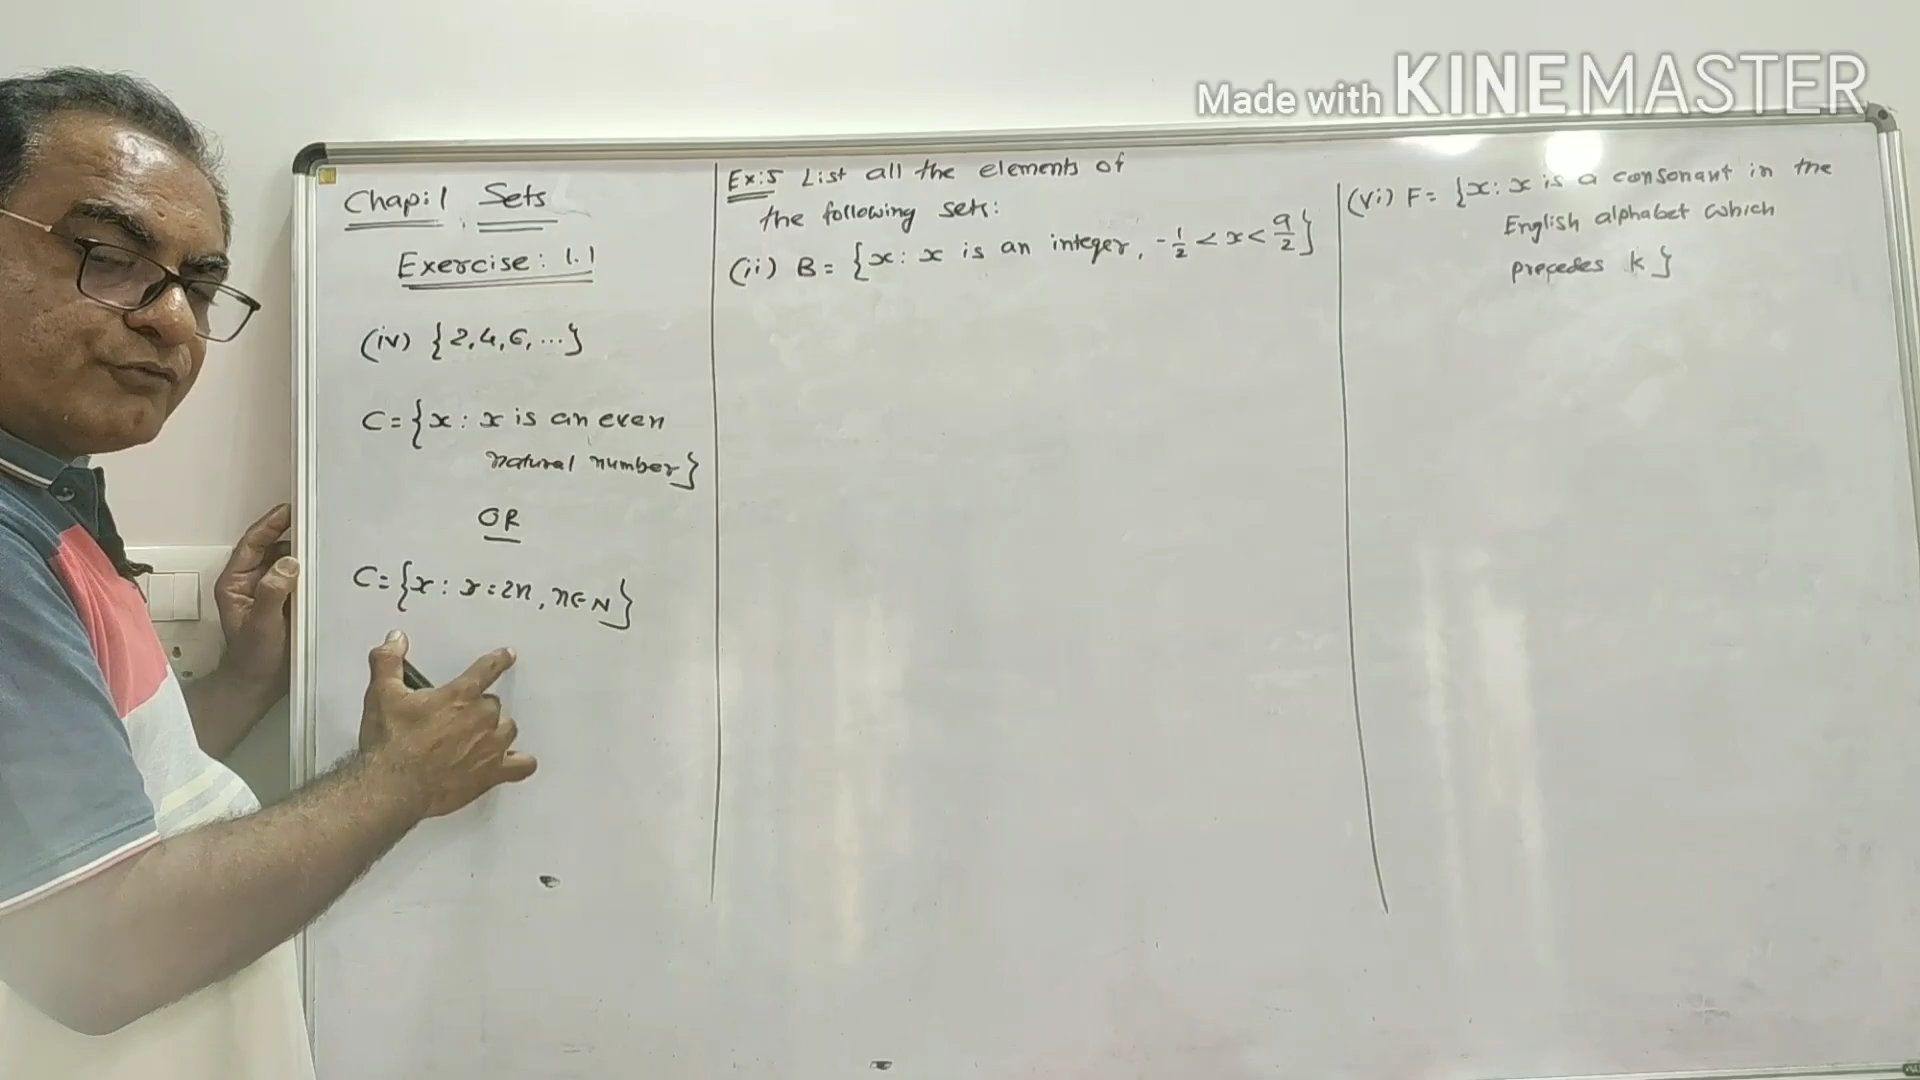 Made with KINEMASTER
Chap:1 Sets
Exercise: 1.1
(iv) {2,4,6,...}
C={x: x is an even
natural number}
OR
C={x: x=2n, n∈N}
Ex:5 List all the elements of
the following sets:
(ii) B= {x: x is an integer, -1/2 < x < 9/2}
(vi) F= {x: x is a consonant in the
English alphabet which
precedes k}